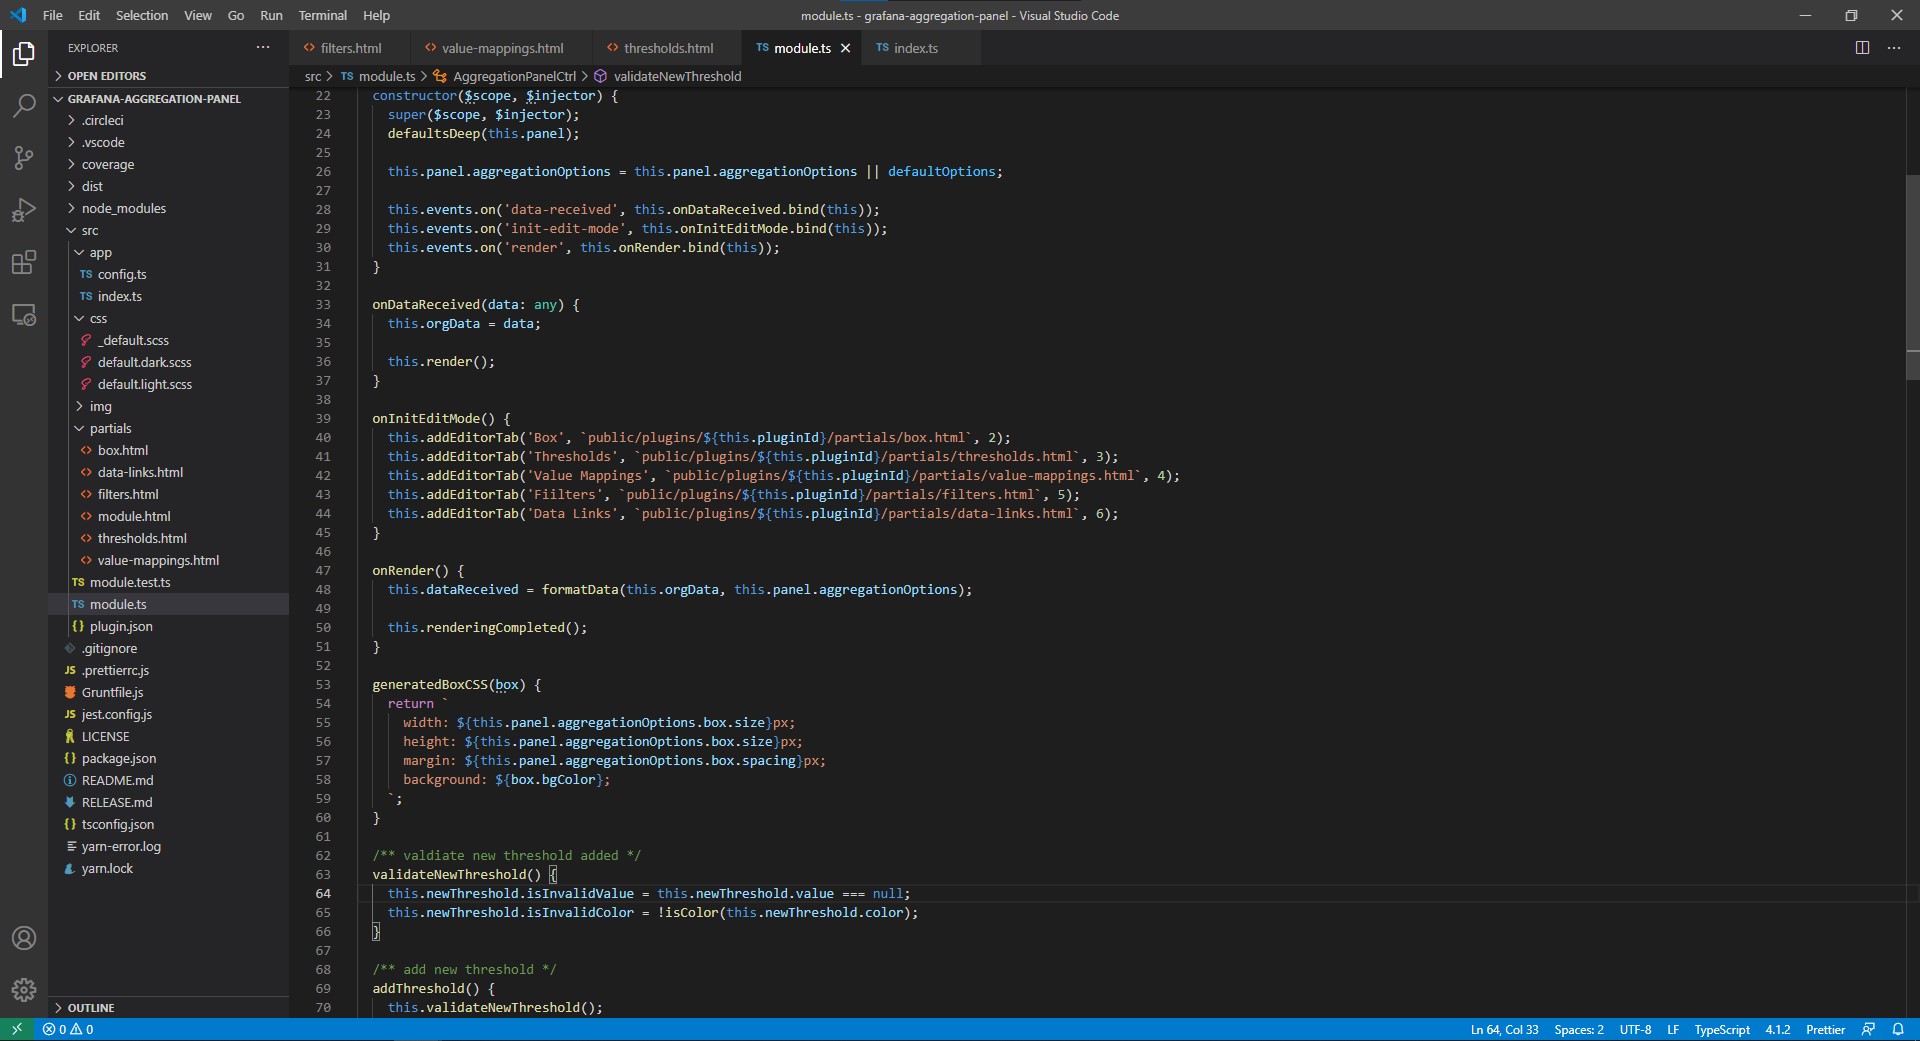 File Edit Selection View Go Run Terminal Help
module.ts - grafana-aggregation-panel - Visual Studio Code
EXPLORER
OPEN EDITORS
GRAFANA-AGGREGATION-PANEL
.circleci
.vscode
coverage
dist
node_modules
src
app
TS config.ts
TS index.ts
css
_default.scss
default.dark.scss
default.light.scss
img
partials
<> box.html
<> data-links.html
<> filters.html
<> module.html
<> thresholds.html
<> value-mappings.html
TS module.test.ts
TS module.ts
{} plugin.json
.gitignore
JS .prettierrc.js
Gruntfile.js
JS jest.config.js
LICENSE
{} package.json
README.md
RELEASE.md
{} tsconfig.json
yarn-error.log
yarn.lock
OUTLINE
<> filters.html <> value-mappings.html <> thresholds.html TS module.ts TS index.ts
src > TS module.ts > AggregationPanelCtrl > validateNewThreshold
22 constructor($scope, $injector) {
23 super($scope, $injector);
24 defaultsDeep(this.panel);
25
26 this.panel.aggregationOptions = this.panel.aggregationOptions || defaultOptions;
27
28 this.events.on('data-received', this.onDataReceived.bind(this));
29 this.events.on('init-edit-mode', this.onInitEditMode.bind(this));
30 this.events.on('render', this.onRender.bind(this));
31 }
32
33 onDataReceived(data: any) {
34 this.orgData = data;
35
36 this.render();
37 }
38
39 onInitEditMode() {
40 this.addEditorTab('Box', `public/plugins/${this.pluginId}/partials/box.html`, 2);
41 this.addEditorTab('Thresholds', `public/plugins/${this.pluginId}/partials/thresholds.html`, 3);
42 this.addEditorTab('Value Mappings', `public/plugins/${this.pluginId}/partials/value-mappings.html`, 4);
43 this.addEditorTab('Fiilters', `public/plugins/${this.pluginId}/partials/filters.html`, 5);
44 this.addEditorTab('Data Links', `public/plugins/${this.pluginId}/partials/data-links.html`, 6);
45 }
46
47 onRender() {
48 this.dataReceived = formatData(this.orgData, this.panel.aggregationOptions);
49
50 this.renderingCompleted();
51 }
52
53 generatedBoxCSS(box) {
54 return `
55 width: ${this.panel.aggregationOptions.box.size}px;
56 height: ${this.panel.aggregationOptions.box.size}px;
57 margin: ${this.panel.aggregationOptions.box.spacing}px;
58 background: ${box.bgColor};
59 `;
60 }
61
62 /** valdiate new threshold added */
63 validateNewThreshold() {
64 this.newThreshold.isInvalidValue = this.newThreshold.value === null;
65 this.newThreshold.isInvalidColor = !isColor(this.newThreshold.color);
66 }
67
68 /** add new threshold */
69 addThreshold() {
70 this.validateNewThreshold();
0 0
Ln 64, Col 33 Spaces: 2 UTF-8 LF TypeScript 4.1.2 Prettier